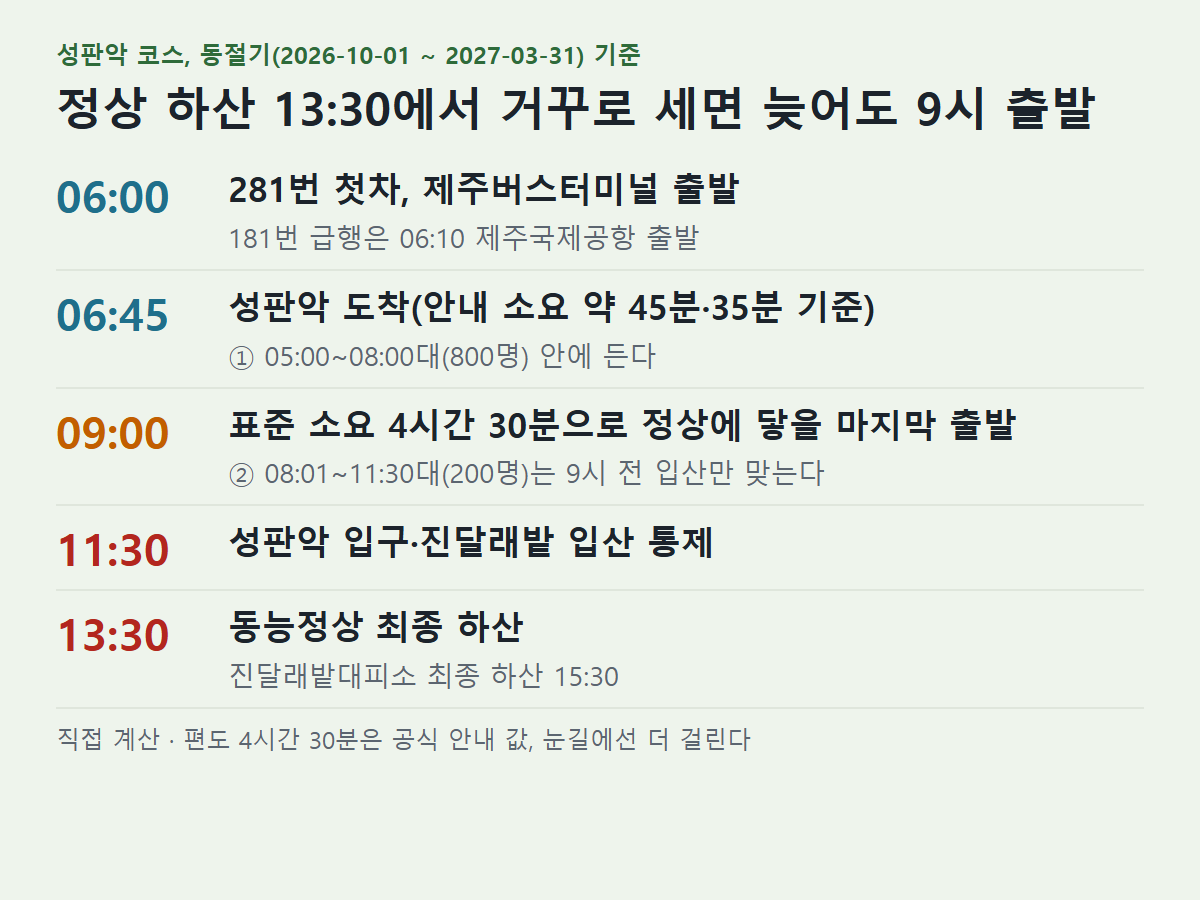 성판악 코스, 동절기(2026-10-01 ~ 2027-03-31) 기준
정상 하산 13:30에서 거꾸로 세면 늦어도 9시 출발
06:00
281번 첫차, 제주버스터미널 출발
181번 급행은 06:10 제주국제공항 출발
06:45
성판악 도착(안내 소요 약 45분·35분 기준)
① 05:00~08:00대(800명) 안에 든다
09:00
표준 소요 4시간 30분으로 정상에 닿을 마지막 출발
② 08:01~11:30대(200명)는 9시 전 입산만 맞는다
11:30
성판악 입구·진달래밭 입산 통제
13:30
동능정상 최종 하산
진달래밭대피소 최종 하산 15:30
직접 계산 · 편도 4시간 30분은 공식 안내 값, 눈길에선 더 걸린다